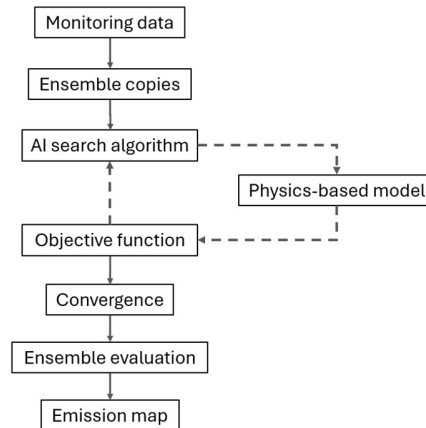 Monitoring data
Ensemble copies
AI search algorithm
Physics-based model
Objective function
Convergence
Ensemble evaluation
Emission map